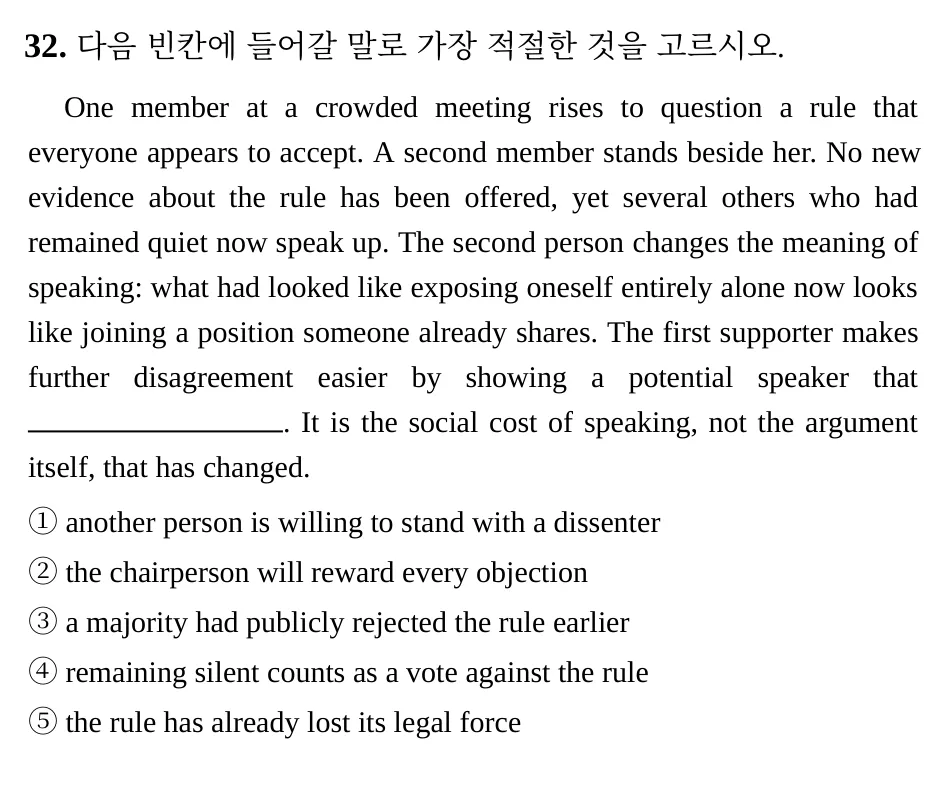 32. 다음 빈칸에 들어갈 말로 가장 적절한 것을 고르시오.
One member at a crowded meeting rises to question a rule that
everyone appears to accept. A second member stands beside her. No new
evidence about the rule has been offered, yet several others who had
remained quiet now speak up. The second person changes the meaning of
speaking: what had looked like exposing oneself entirely alone now looks
like joining a position someone already shares. The first supporter makes
further disagreement easier by showing a potential speaker that
_________________. It is the social cost of speaking, not the argument
itself, that has changed.
① another person is willing to stand with a dissenter
② the chairperson will reward every objection
③ a majority had publicly rejected the rule earlier
④ remaining silent counts as a vote against the rule
⑤ the rule has already lost its legal force